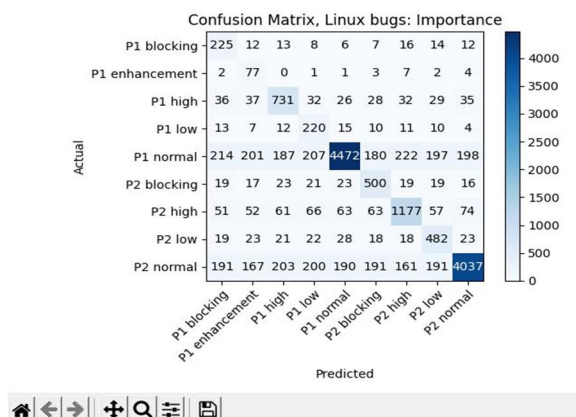 Confusion Matrix, Linux bugs: Importance
Actual
P1 blocking 225 12 13 8 6 7 16 14 12
P1 enhancement 2 77 0 1 1 3 7 2 4
P1 high 36 37 731 32 26 28 32 29 35
P1 low 13 7 12 220 15 10 11 10 4
P1 normal 214 201 187 207 4472 180 222 197 198
P2 blocking 19 17 23 21 23 500 19 19 16
P2 high 51 52 61 66 63 63 1177 57 74
P2 low 19 23 21 22 28 18 18 482 23
P2 normal 191 167 203 200 190 191 161 191 4037
P1 blocking
P1 enhancement
P1 high
P1 low
P1 normal
P2 blocking
P2 high
P2 low
P2 normal
Predicted
4000
3500
3000
2500
2000
1500
1000
500
0